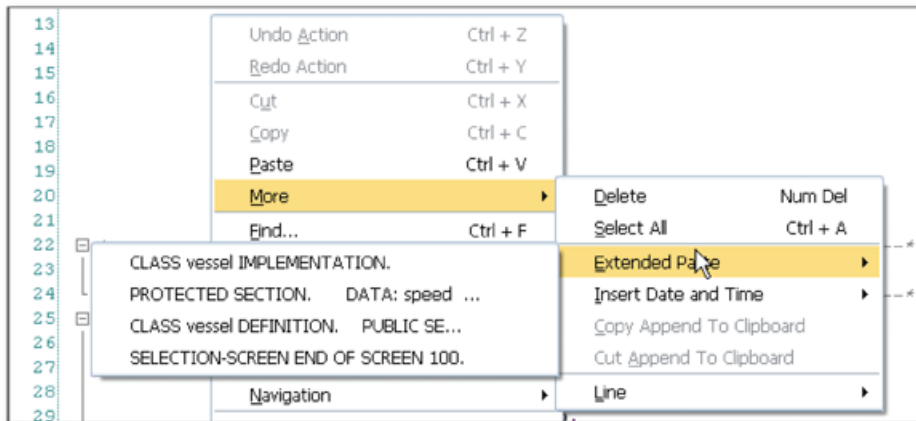 13
14
15
16
17
18
19
20
21
22
23
24
25
26
27
28
29
Undo Action Ctrl + Z
Redo Action Ctrl + Y
Cut Ctrl + X
Copy Ctrl + C
Paste Ctrl + V
More
Find... Ctrl + F
Navigation
Delete Num Del
Select All Ctrl + A
Extended Paste
Insert Date and Time
Copy Append To Clipboard
Cut Append To Clipboard
Line
CLASS vessel IMPLEMENTATION.
PROTECTED SECTION. DATA: speed ...
CLASS vessel DEFINITION. PUBLIC SE...
SELECTION-SCREEN END OF SCREEN 100.
--*
--*